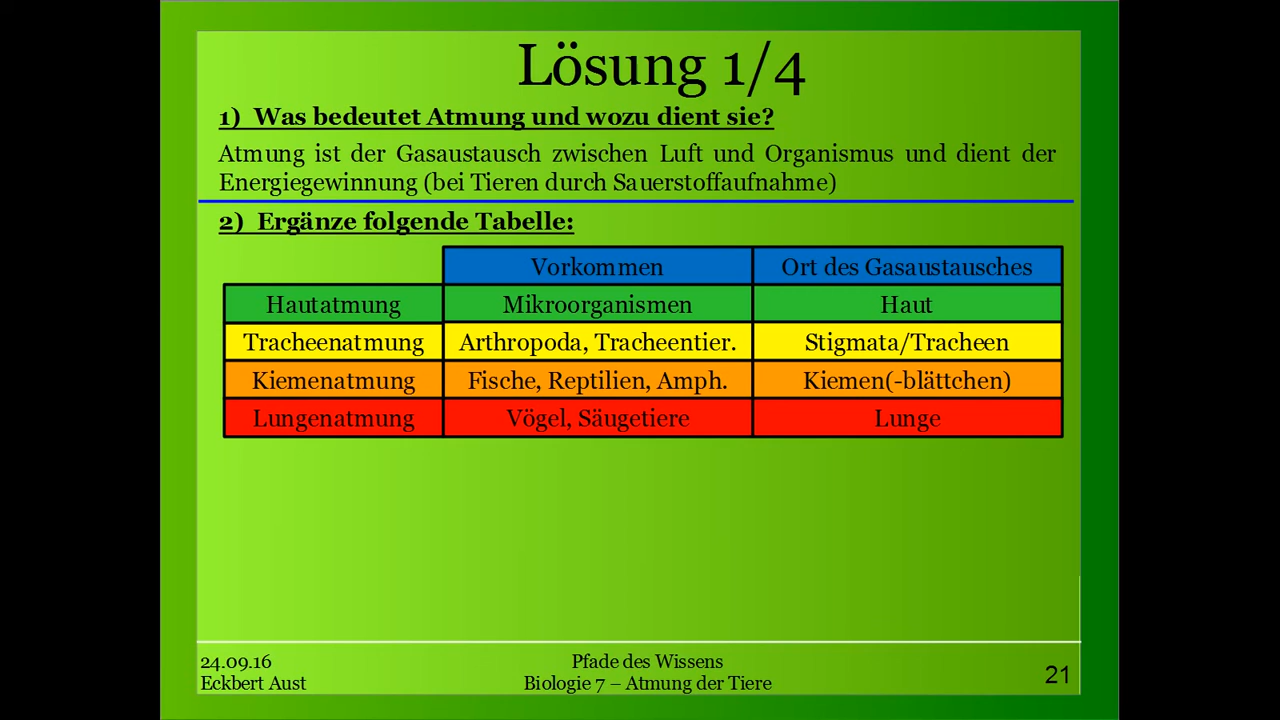 Lösung 1/4
1) Was bedeutet Atmung und wozu dient sie?
Atmung ist der Gasaustausch zwischen Luft und Organismus und dient der
Energiegewinnung (bei Tieren durch Sauerstoffaufnahme)
2) Ergänze folgende Tabelle:
Vorkommen Ort des Gasaustausches
Hautatmung Mikroorganismen Haut
Tracheenatmung Arthropoda, Tracheentier. Stigmata/Tracheen
Kiemenatmung Fische, Reptilien, Amph. Kiemen(-blättchen)
Lungenatmung Vögel, Säugetiere Lunge
24.09.16 Pfade des Wissens
Eckbert Aust Biologie 7 – Atmung der Tiere 21